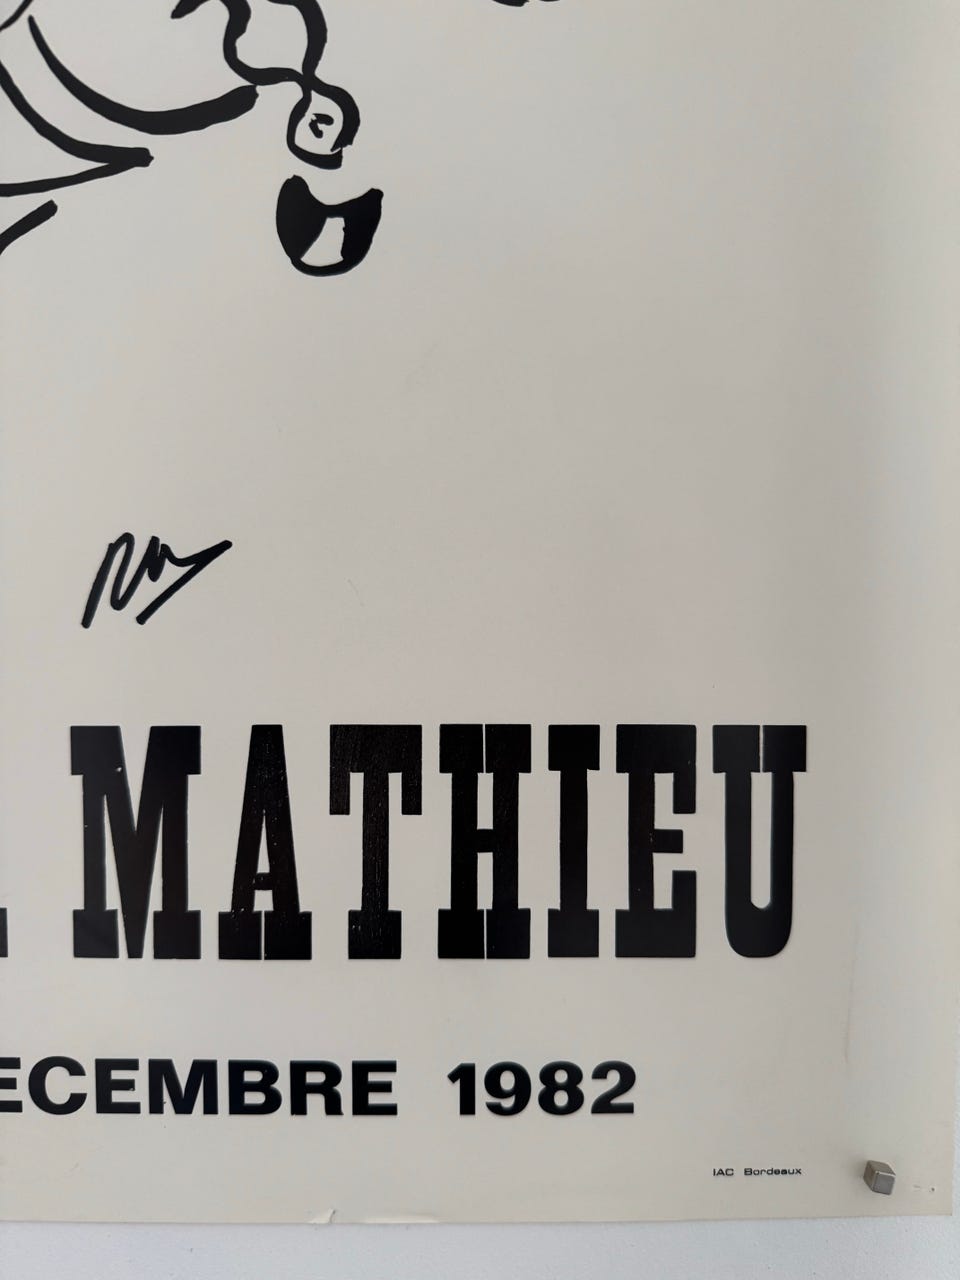 MATHIEU
ECEMBRE 1982
IAC Bordeaux